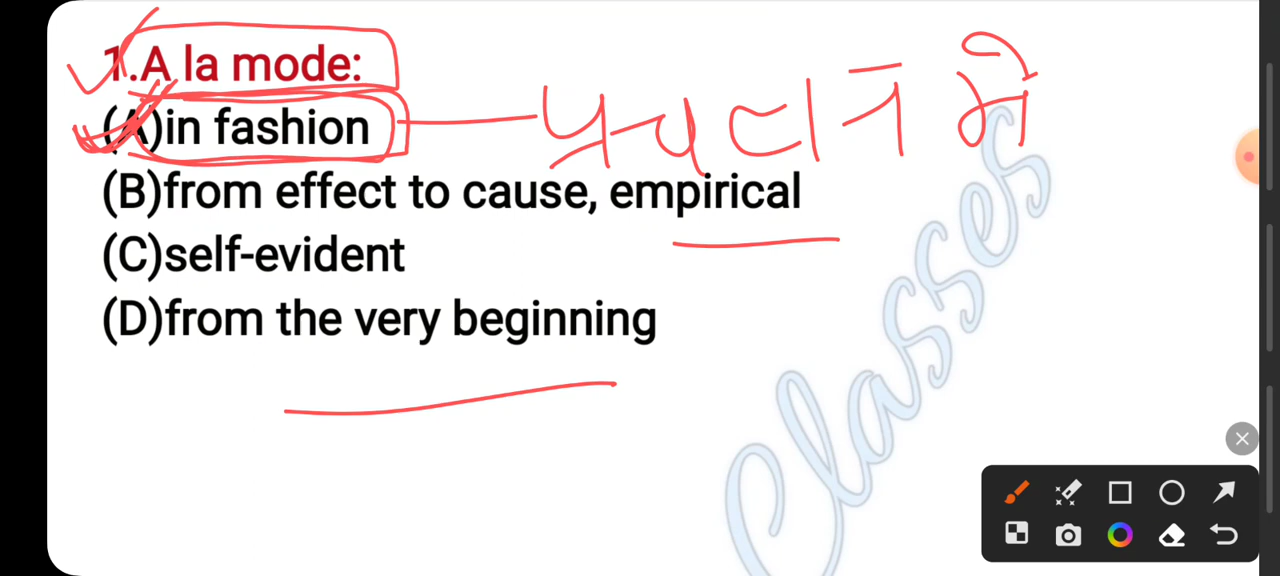 1.A la mode:
(A)in fashion प्रचलन में
(B)from effect to cause, empirical
(C)self-evident
(D)from the very beginning
Classes